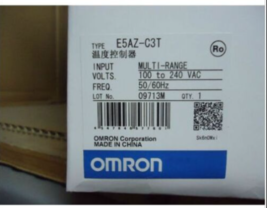 TYPE E5AZ-C3T
温度控制器
Ro
INPUT MULTI-RANGE
VOLTS. 100 to 240 VAC
FREQ. 50/60Hz
LOT No. 09713M QTY. 1
OMRON Corporation
MADE IN CHINA
OMRON